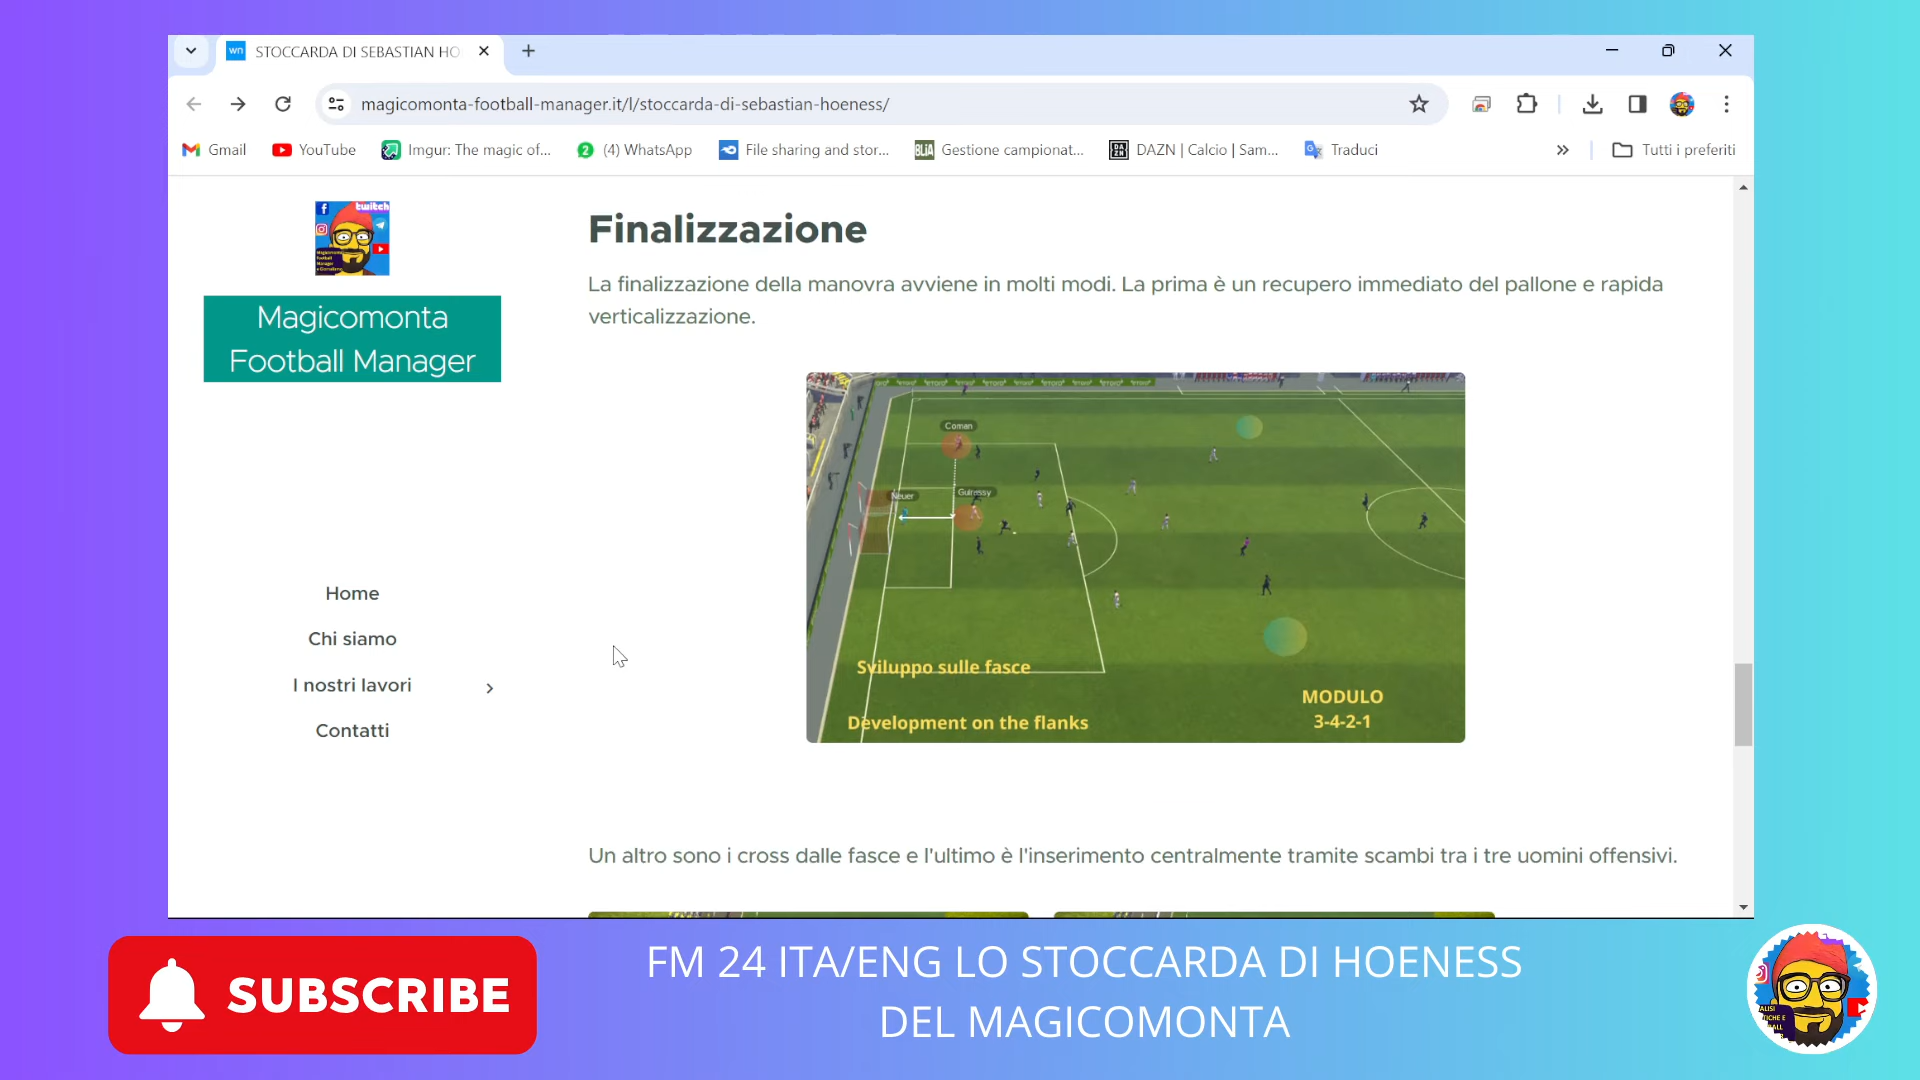 STOCCARDA DI SEBASTIAN HO
magicomonta-football-manager.it/l/stoccarda-di-sebastian-hoeness/
Gmail
YouTube
Imgur: The magic of...
(4) WhatsApp
File sharing and stor...
Gestione campionat...
DAZN | Calcio | Sam...
Traduci
Tutti i preferiti
twitch
Magicomonta
Football Manager
Home
Chi siamo
I nostri lavori
Contatti
Finalizzazione
La finalizzazione della manovra avviene in molti modi. La prima è un recupero immediato del pallone e rapida
verticalizzazione.
Coman
Neuer
Guirassy
Sviluppo sulle fasce
Development on the flanks
MODULO
3-4-2-1
Un altro sono i cross dalle fasce e l'ultimo è l'inserimento centralmente tramite scambi tra i tre uomini offensivi.
SUBSCRIBE
FM 24 ITA/ENG LO STOCCARDA DI HOENESS
DEL MAGICOMONTA